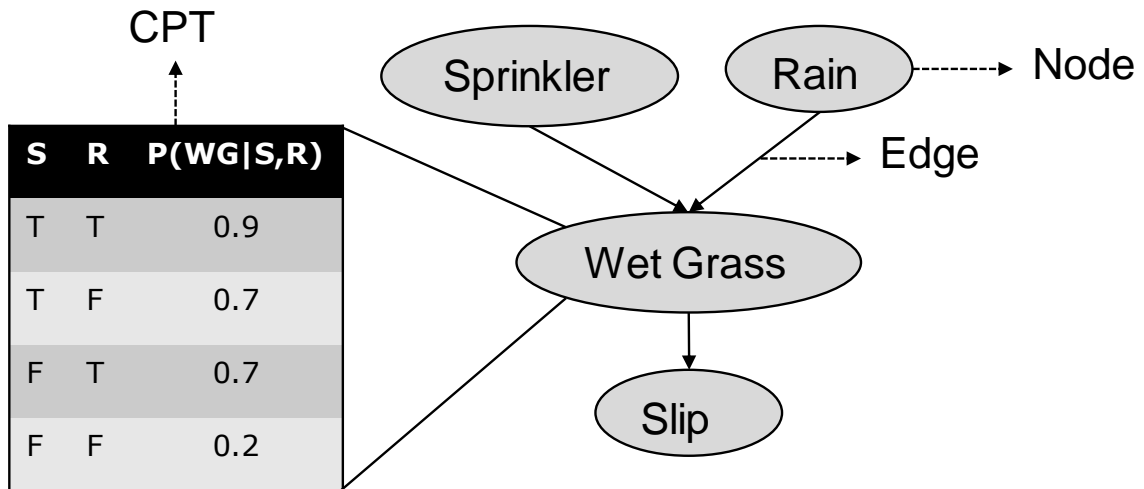 CPT
Sprinkler
Rain
Node
Edge
S R P(WG|S,R)
T T 0.9
T F 0.7
F T 0.7
F F 0.2
Wet Grass
Slip